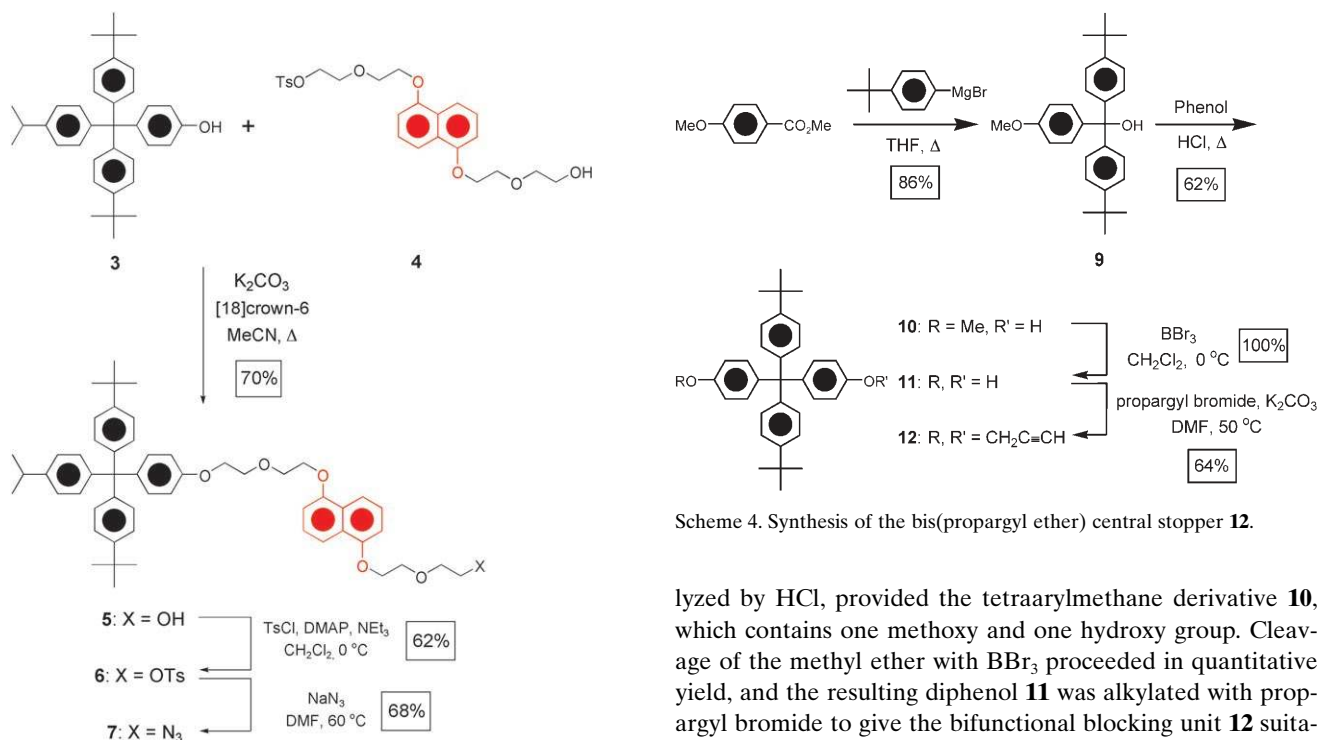 TsO
O
O
O
O
OH
OH
+
3
4
K₂CO₃
[18]crown-6
MeCN, Δ
70%
O
O
O
O
O
X
5: X = OH
TsCl, DMAP, NEt₃
CH₂Cl₂, 0 °C
62%
6: X = OTs
NaN₃
DMF, 60 °C
68%
7: X = N₃
MeO
CO₂Me
MgBr
THF, Δ
86%
MeO
OH
9
Phenol
HCl, Δ
62%
RO
OR'
10: R = Me, R' = H
BBr₃
CH₂Cl₂, 0 °C
100%
11: R, R' = H
propargyl bromide, K₂CO₃
DMF, 50 °C
64%
12: R, R' = CH₂C≡CH
Scheme 4. Synthesis of the bis(propargyl ether) central stopper 12.
lyzed by HCl, provided the tetraarylmethane derivative 10,
which contains one methoxy and one hydroxy group. Cleav-
age of the methyl ether with BBr₃ proceeded in quantitative
yield, and the resulting diphenol 11 was alkylated with prop-
argyl bromide to give the bifunctional blocking unit 12 suita-